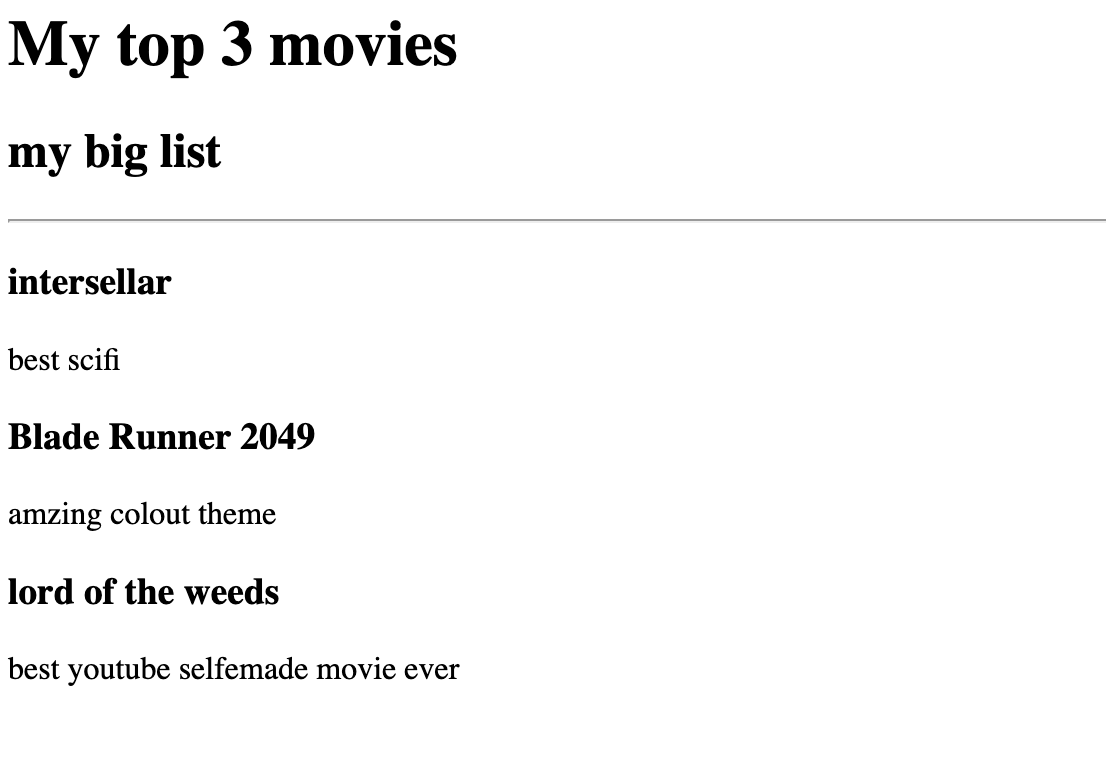 My top 3 movies
my big list
intersellar
best scifi
Blade Runner 2049
amzing colout theme
lord of the weeds
best youtube selfemade movie ever